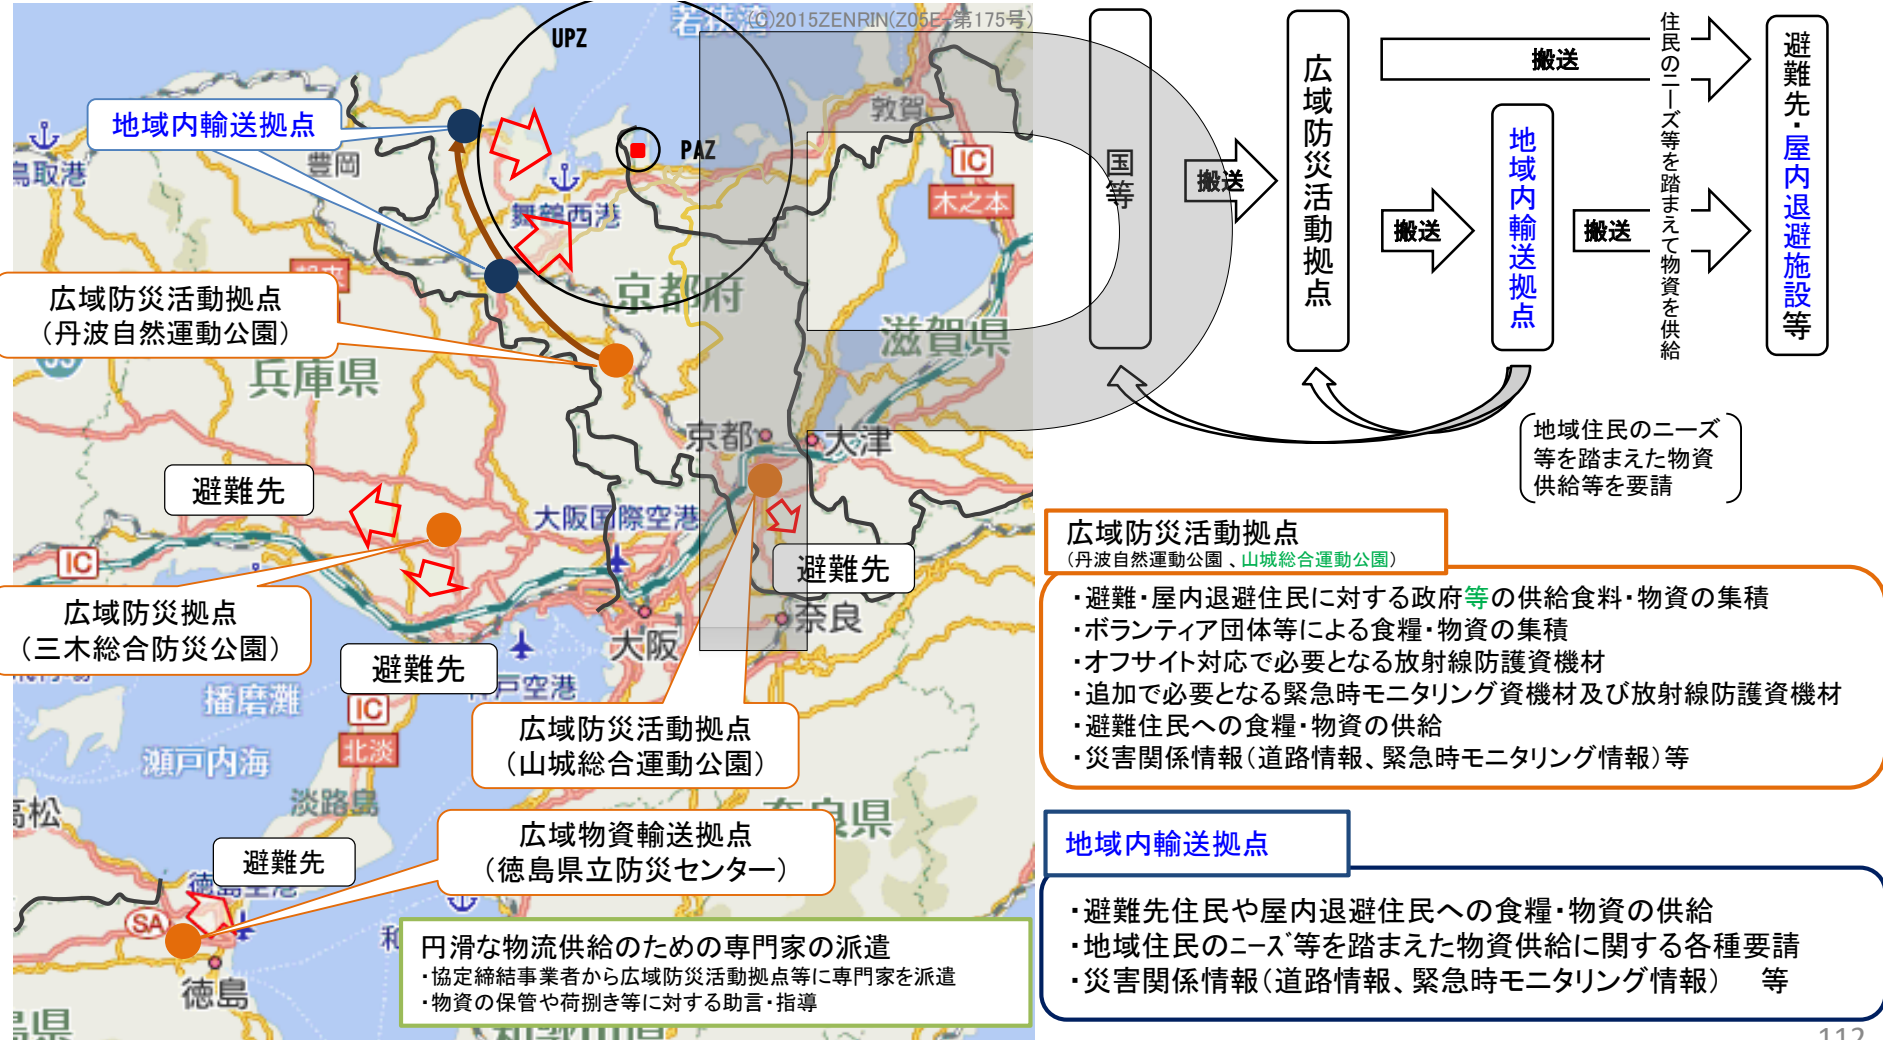 (C)2015ZENRIN(Z05E-第175号)
若狭湾
UPZ
PAZ
地域内輸送拠点
敦賀
豊岡
鳥取港
IC
木之本
舞鶴西港
京都府
広域防災活動拠点
(丹波自然運動公園)
滋賀県
兵庫県
京都
大津
避難先
大阪国際空港
IC
避難先
広域防災拠点
(三木総合防災公園)
大阪
奈良
避難先
神戸空港
播磨灘
IC
北淡
広域防災活動拠点
(山城総合運動公園)
瀬戸内海
淡路島
高松
奈良県
広域物資輸送拠点
(徳島県立防災センター)
避難先
徳島空港
SA
徳島
円滑な物流供給のための専門家の派遣
・協定締結事業者から広域防災活動拠点等に専門家を派遣
・物資の保管や荷捌き等に対する助言・指導
和歌山県
国等
搬送
広域防災活動拠点
搬送
搬送
地域内輸送拠点
搬送
住民のニーズ等を踏まえて物資を供給
避難先・屋内退避施設等
地域住民のニーズ
等を踏まえた物資
供給等を要請
広域防災活動拠点
(丹波自然運動公園、山城総合運動公園)
・避難・屋内退避住民に対する政府等の供給食料・物資の集積
・ボランティア団体等による食糧・物資の集積
・オフサイト対応で必要となる放射線防護資機材
・追加で必要となる緊急時モニタリング資機材及び放射線防護資機材
・避難住民への食糧・物資の供給
・災害関係情報(道路情報、緊急時モニタリング情報)等
地域内輸送拠点
・避難先住民や屋内退避住民への食糧・物資の供給
・地域住民のニーズ等を踏まえた物資供給に関する各種要請
・災害関係情報(道路情報、緊急時モニタリング情報)　等
112